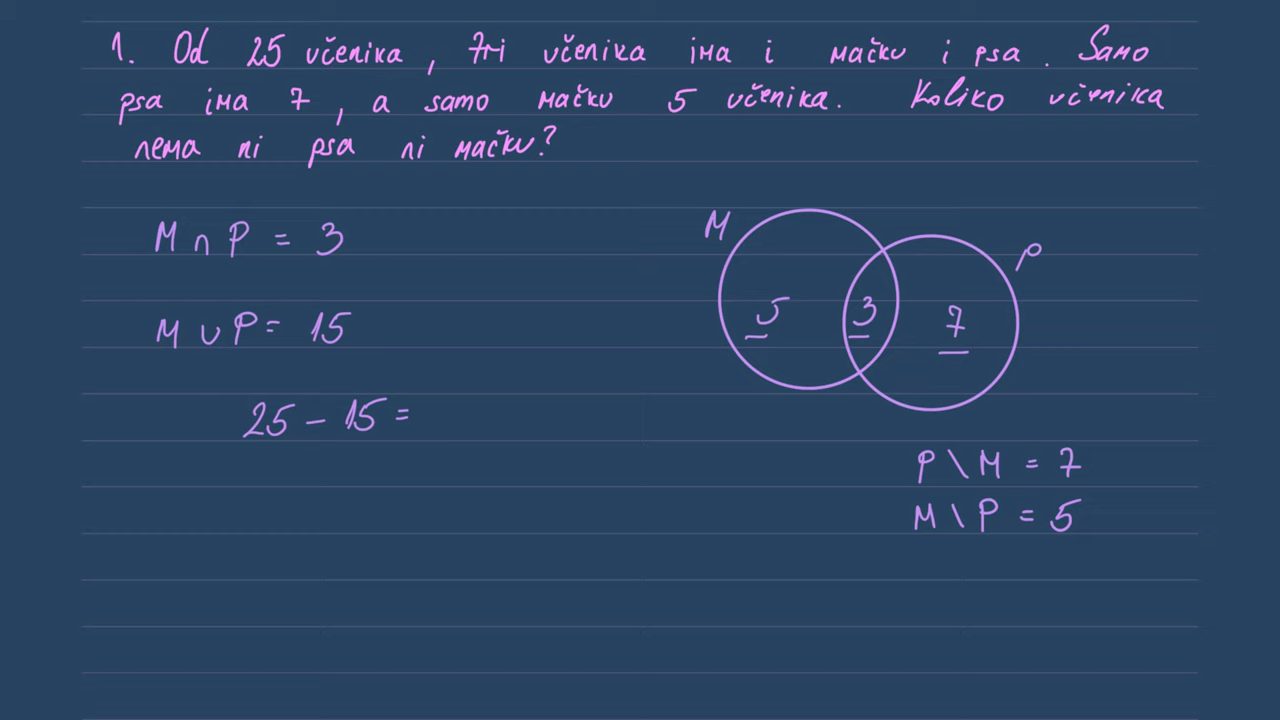 1. Od 25 učenika, tri učenika ima i mačku i psa. Samo
psa ima 7, a samo mačku 5 učenika. Koliko učenika
nema ni psa ni mačku?
M ∩ P = 3
M ∪ P = 15
25 - 15 =
M
P
5 3 7
P \ M = 7
M \ P = 5